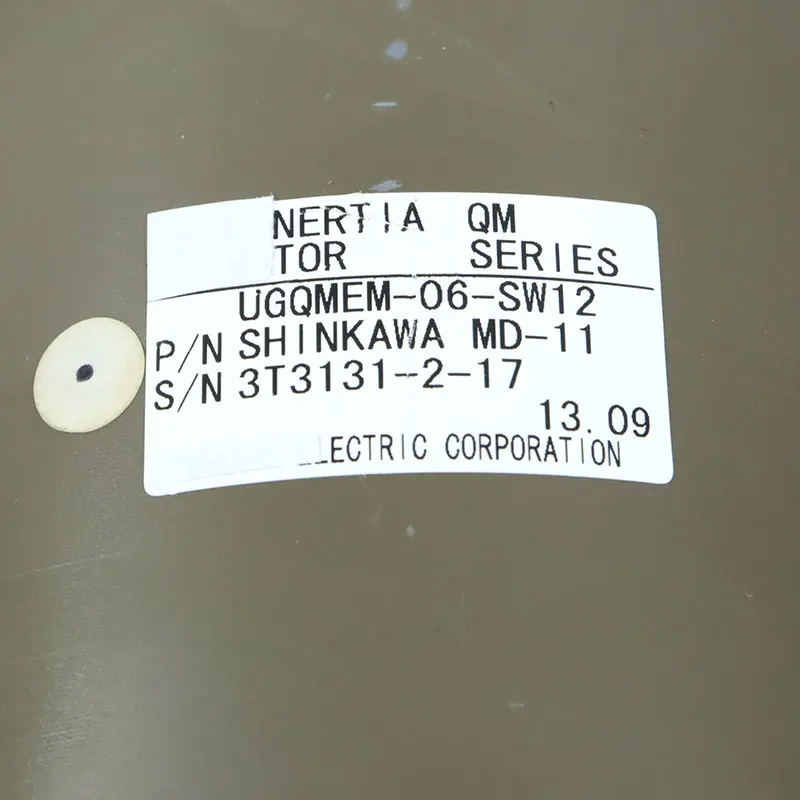 NERTIA QM
TOR SERIES
UGQMEM-06-SW12
P/N SHINKAWA MD-11
S/N 3T3131-2-17
13.09
LECTRIC CORPORATION